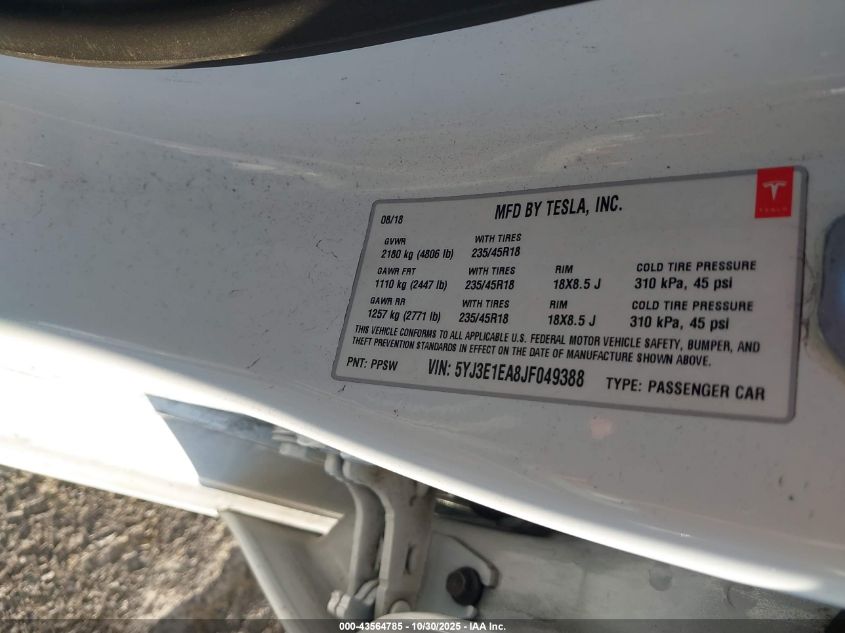 08/18 MFD BY TESLA, INC.
TESLA
GVWR WITH TIRES
2180 kg (4806 lb) 235/45R18
GAWR FRT WITH TIRES RIM COLD TIRE PRESSURE
1110 kg (2447 lb) 235/45R18 18X8.5 J 310 kPa, 45 psi
GAWR RR WITH TIRES RIM COLD TIRE PRESSURE
1257 kg (2771 lb) 235/45R18 18X8.5 J 310 kPa, 45 psi
THIS VEHICLE CONFORMS TO ALL APPLICABLE U.S. FEDERAL MOTOR VEHICLE SAFETY, BUMPER, AND
THEFT PREVENTION STANDARDS IN EFFECT ON THE DATE OF MANUFACTURE SHOWN ABOVE.
PNT: PPSW VIN: 5YJ3E1EA8JF049388 TYPE: PASSENGER CAR
000-43564785 - 10/30/2025 - IAA Inc.